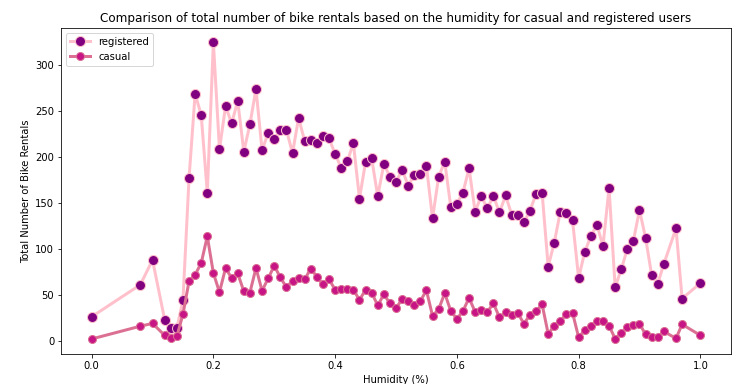 Comparison of total number of bike rentals based on the humidity for casual and registered users
registered
casual
Total Number of Bike Rentals
300
250
200
150
100
50
0
0.0 0.2 0.4 0.6 0.8 1.0
Humidity (%)